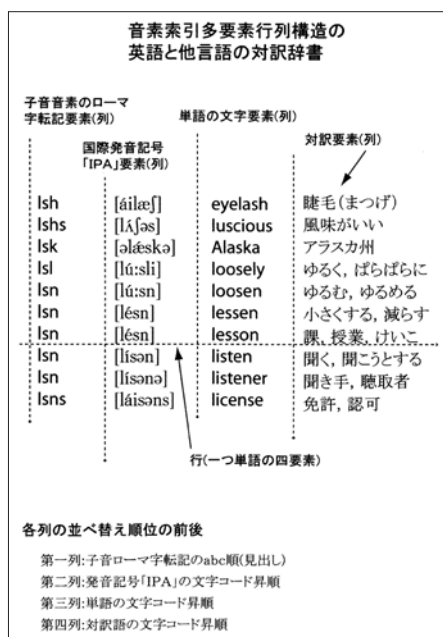 音素索引多要素行列構造の
英語と他言語の対訳辞書
子音音素のローマ
字転記要素(列)
単語の文字要素(列)
国際発音記号
「IPA」要素(列)
対訳要素(列)
lsh [áilæʃ] eyelash 睫毛(まつげ)
lshs [lʌ́ʃəs] luscious 風味がいい
lsk [əlǽskə] Alaska アラスカ州
lsl [lú:sli] loosely ゆるく, ぱらぱらに
lsn [lú:sn] loosen ゆるむ, ゆるめる
lsn [lésn] lessen 小さくする, 減らす
lsn [lésn] lesson 課, 授業, けいこ
lsn [lísən] listen 聞く, 聞こうとする
lsn [lísənə] listener 聞き手, 聴取者
lsns [láisəns] license 免許, 認可
行(一つ単語の四要素)
各列の並べ替え順位の前後
第一列:子音ローマ字転記のabc順(見出し)
第二列:発音記号「IPA」の文字コード昇順
第三列:単語の文字コード昇順
第四列:対訳語の文字コード昇順